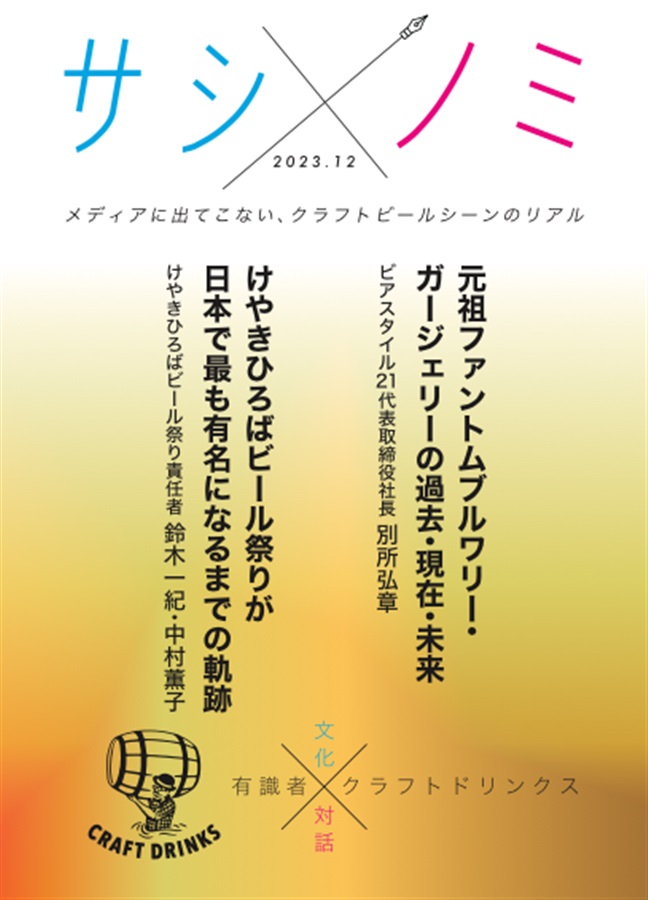 サシノミ
2023.12
メディアに出てこない、クラフトビールシーンのリアル
元祖ファントムブルワリー・
ガージェリーの過去・現在・未来
ビアスタイル21代表取締役社長 別所弘章
けやきひろばビール祭りが
日本で最も有名になるまでの軌跡
けやきひろばビール祭り責任者 鈴木一紀・中村薫子
文化
有識者 クラフトドリンクス
対話
CRAFT DRINKS